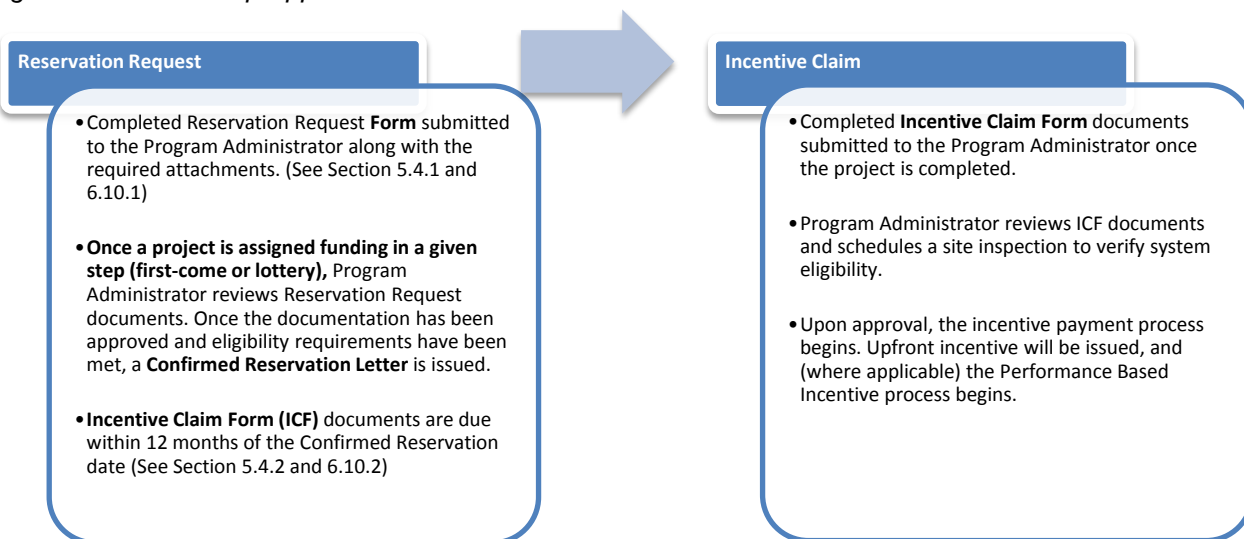 Reservation Request
•Completed Reservation Request Form submitted
to the Program Administrator along with the
required attachments. (See Section 5.4.1 and
6.10.1)
•Once a project is assigned funding in a given
step (first-come or lottery), Program
Administrator reviews Reservation Request
documents. Once the documentation has been
approved and eligibility requirements have been
met, a Confirmed Reservation Letter is issued.
•Incentive Claim Form (ICF) documents are due
within 12 months of the Confirmed Reservation
date (See Section 5.4.2 and 6.10.2)
Incentive Claim
•Completed Incentive Claim Form documents
submitted to the Program Administrator once
the project is completed.
•Program Administrator reviews ICF documents
and schedules a site inspection to verify system
eligibility.
•Upon approval, the incentive payment process
begins. Upfront incentive will be issued, and
(where applicable) the Performance Based
Incentive process begins.